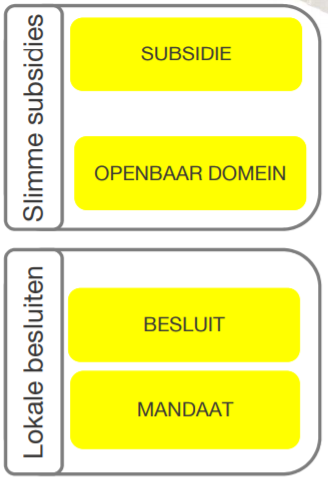 Slimme subsidies
SUBSIDIE
OPENBAAR DOMEIN
Lokale besluiten
BESLUIT
MANDAAT